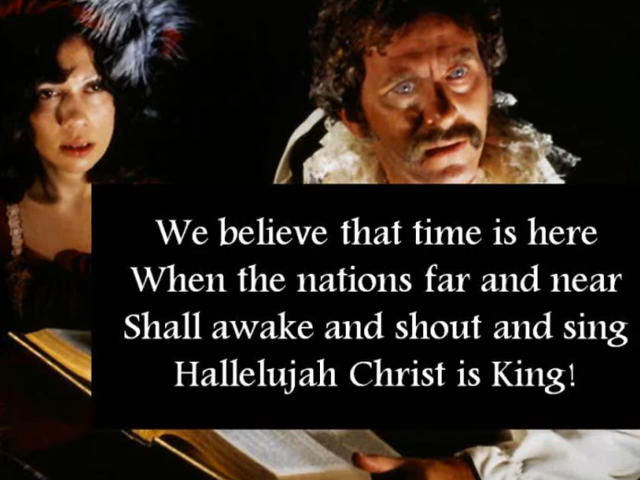 We believe that time is here
When the nations far and near
Shall awake and shout and sing
Hallelujah Christ is King!